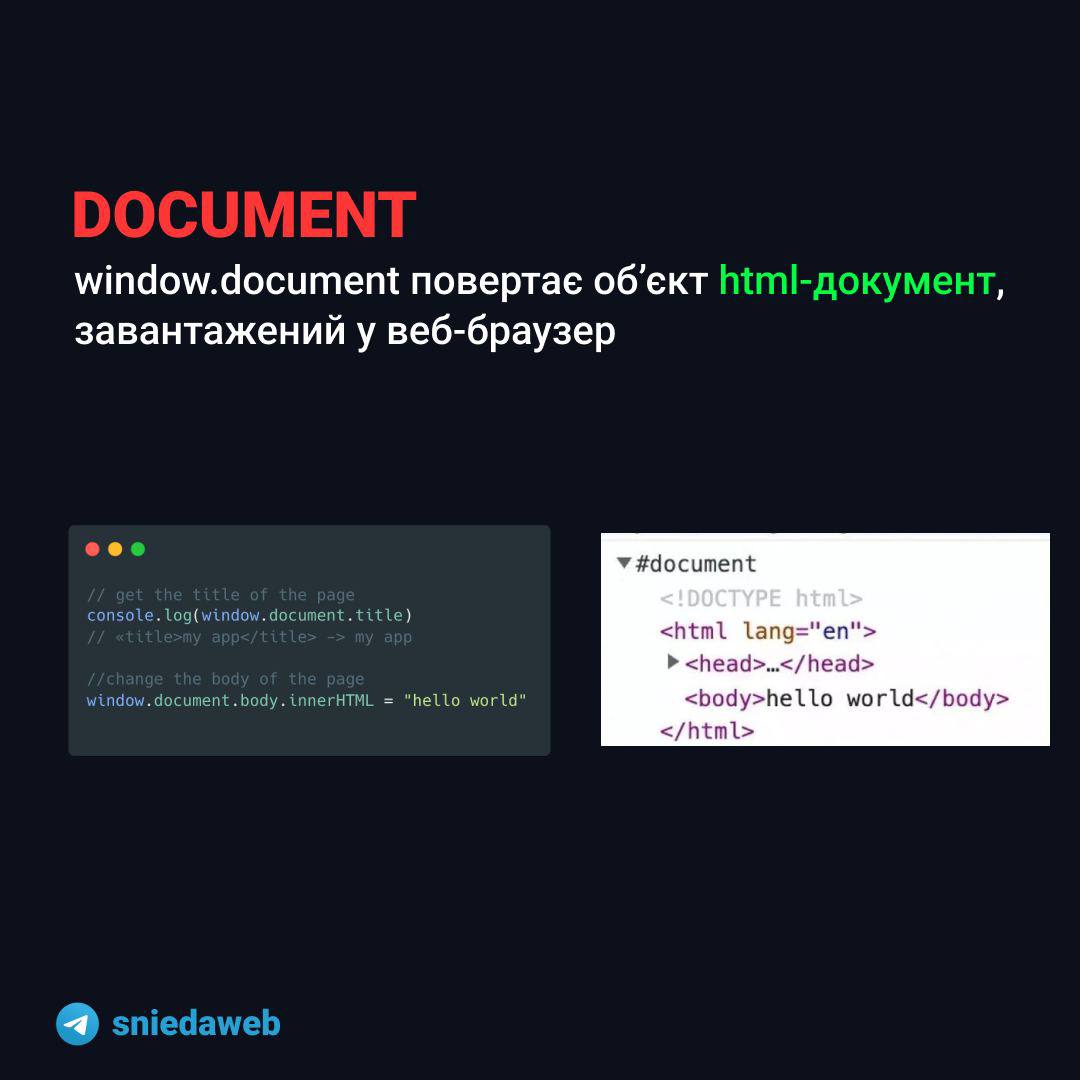 DOCUMENT
window.document повертає об’єкт html-документ,
завантажений у веб-браузер
// get the title of the page
console.log(window.document.title)
// «title>my app</title> -> my app
//change the body of the page
window.document.body.innerHTML = "hello world"
▼#document
<!DOCTYPE html>
<html lang="en">
▶<head>…</head>
<body>hello world</body>
</html>
sniedaweb